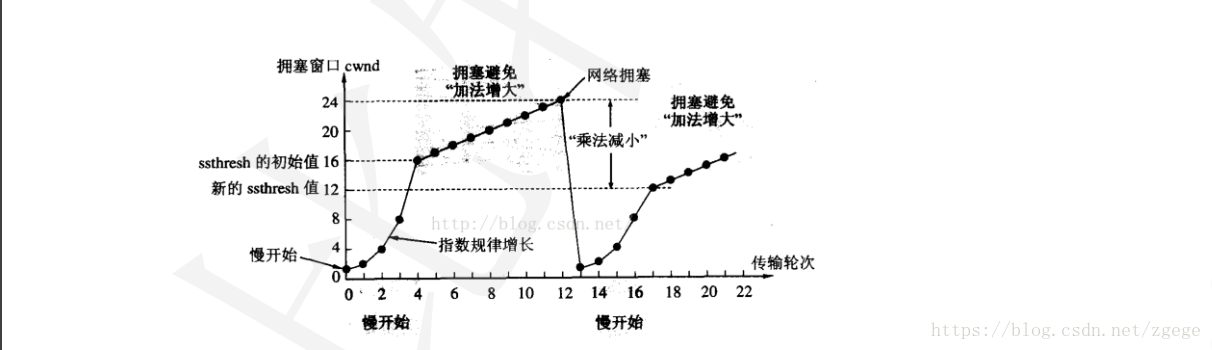 拥塞窗口 cwnd
拥塞避免
“加法增大”
网络拥塞
拥塞避免
“加法增大”
24
20
“乘法减小”
ssthresh 的初始值 16
新的 ssthresh 值 12
8
http://blog.csdn.net/
指数规律增长
4
慢开始
0
传输轮次
0 2 4 6 8 10 12 14 16 18 20 22
慢开始
慢开始
https://blog.csdn.net/zgege